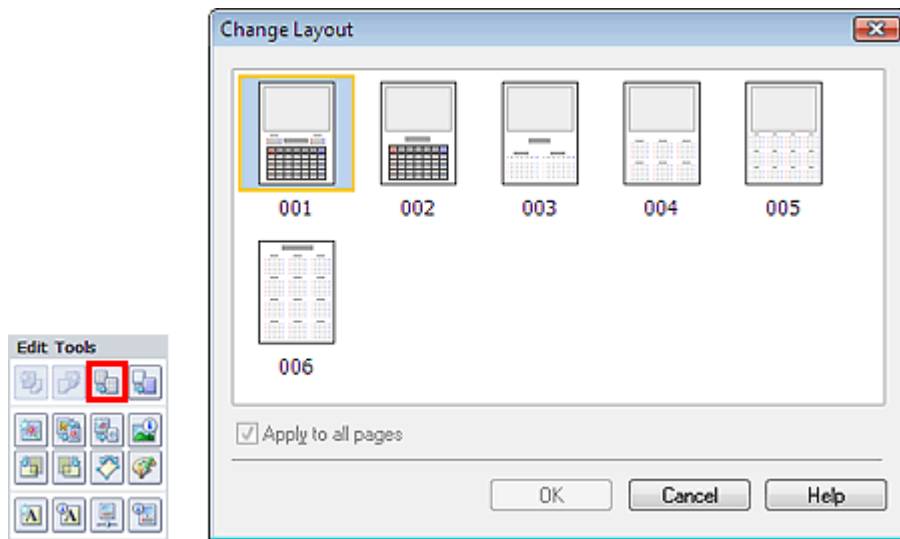 Change Layout
001 002 003 004 005
006
Apply to all pages
OK Cancel Help
Edit Tools